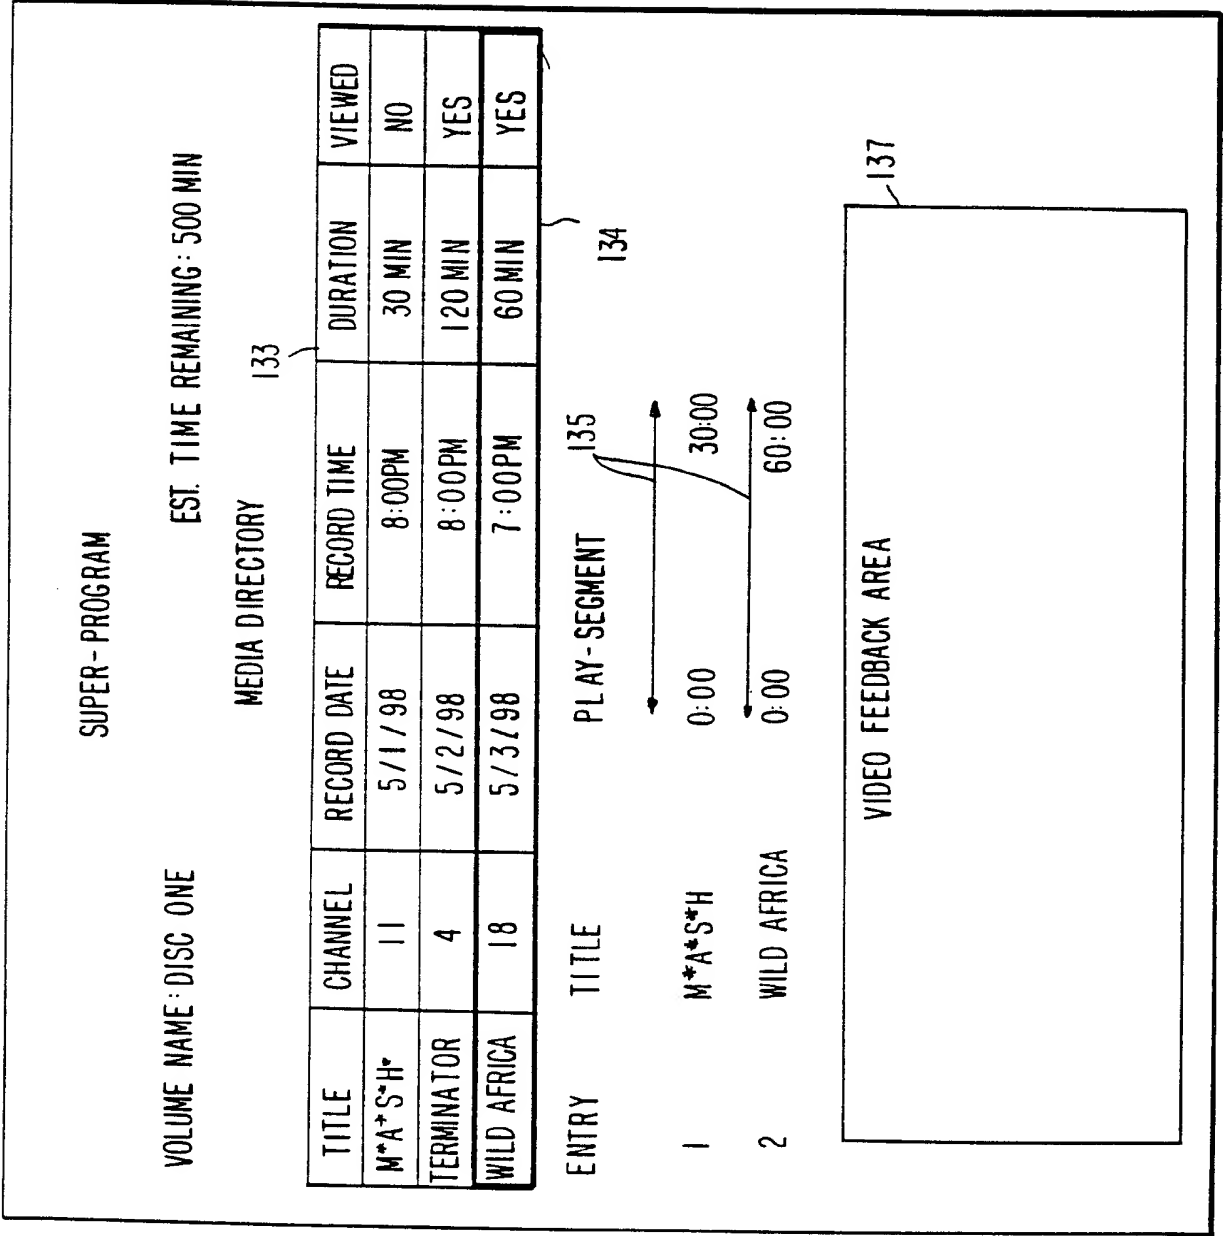 SUPER-PROGRAM
VOLUME NAME: DISC ONE EST. TIME REMAINING: 500 MIN
MEDIA DIRECTORY
133
TITLE CHANNEL RECORD DATE RECORD TIME DURATION VIEWED
M*A*S*H* 11 5/1/98 8:00PM 30 MIN NO
TERMINATOR 4 5/2/98 8:00PM 120 MIN YES
WILD AFRICA 18 5/3/98 7:00PM 60 MIN YES
134
ENTRY TITLE PLAY-SEGMENT
135
1 M*A*S*H 0:00 30:00
2 WILD AFRICA 0:00 60:00
137
VIDEO FEEDBACK AREA